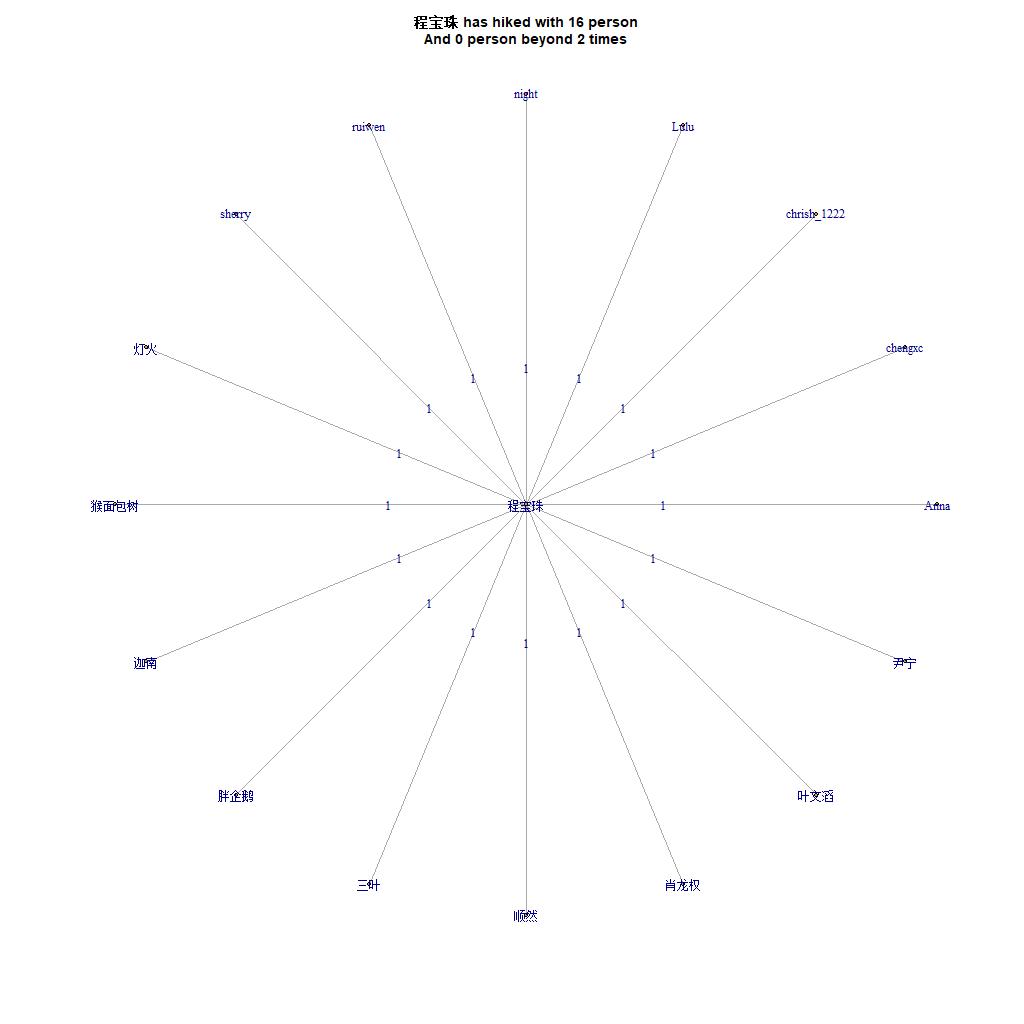 程宝珠 has hiked with 16 person
And 0 person beyond 2 times
night
ruiwen
Lulu
sherry
chrish_1222
灯火
chengxc
1
1
1
1
1
1
1
猴面包树
1
程宝珠
1
Anna
1
1
1
1
1
1
1
迦南
尹宁
胖企鹅
叶文滔
三叶
肖龙权
顺然